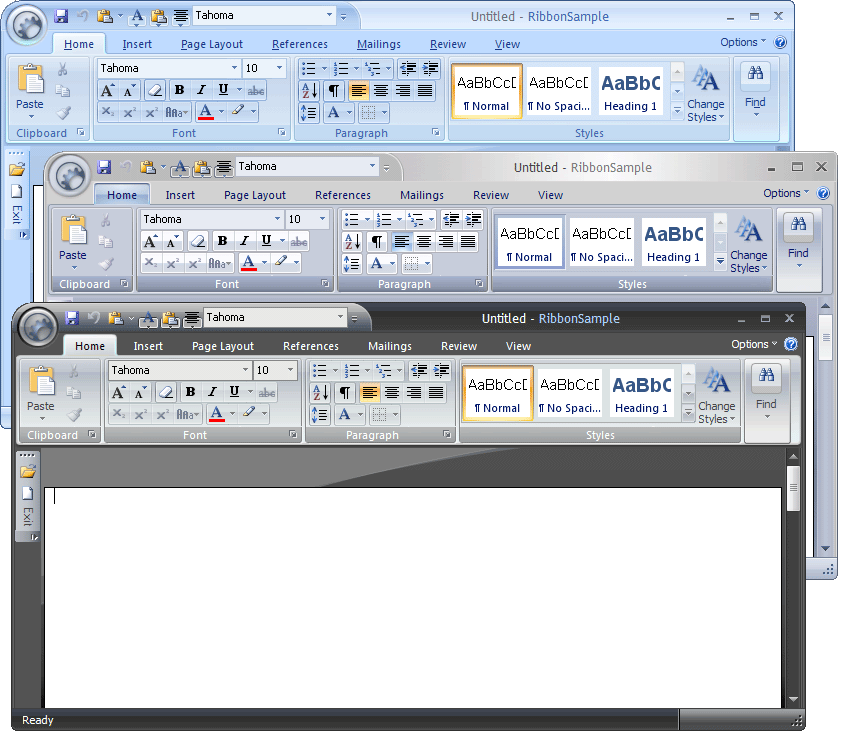 Tahoma
Untitled - RibbonSample
Home Insert Page Layout References Mailings Review View Options
Tahoma 10
AaBbCcD AaBbCcD AaBbC
Paste
B I U abc
¶ Normal ¶ No Spaci... Heading 1
Change Styles
Find
Aa
A
Clipboard Font Paragraph Styles
Exit
Tahoma
Untitled - RibbonSample
Home Insert Page Layout References Mailings Review View Options
Tahoma 10
AaBbCcD AaBbCcD AaBbC
Paste
B I U abc
¶ Normal ¶ No Spaci... Heading 1
Change Styles
Find
Clipboard Font Paragraph Styles
Tahoma
Untitled - RibbonSample
Home Insert Page Layout References Mailings Review View Options
Tahoma 10
AaBbCcD AaBbCcD AaBbC
Paste
B I U abc
¶ Normal ¶ No Spaci... Heading 1
Change Styles
Find
Clipboard Font Paragraph Styles
Exit
Ready